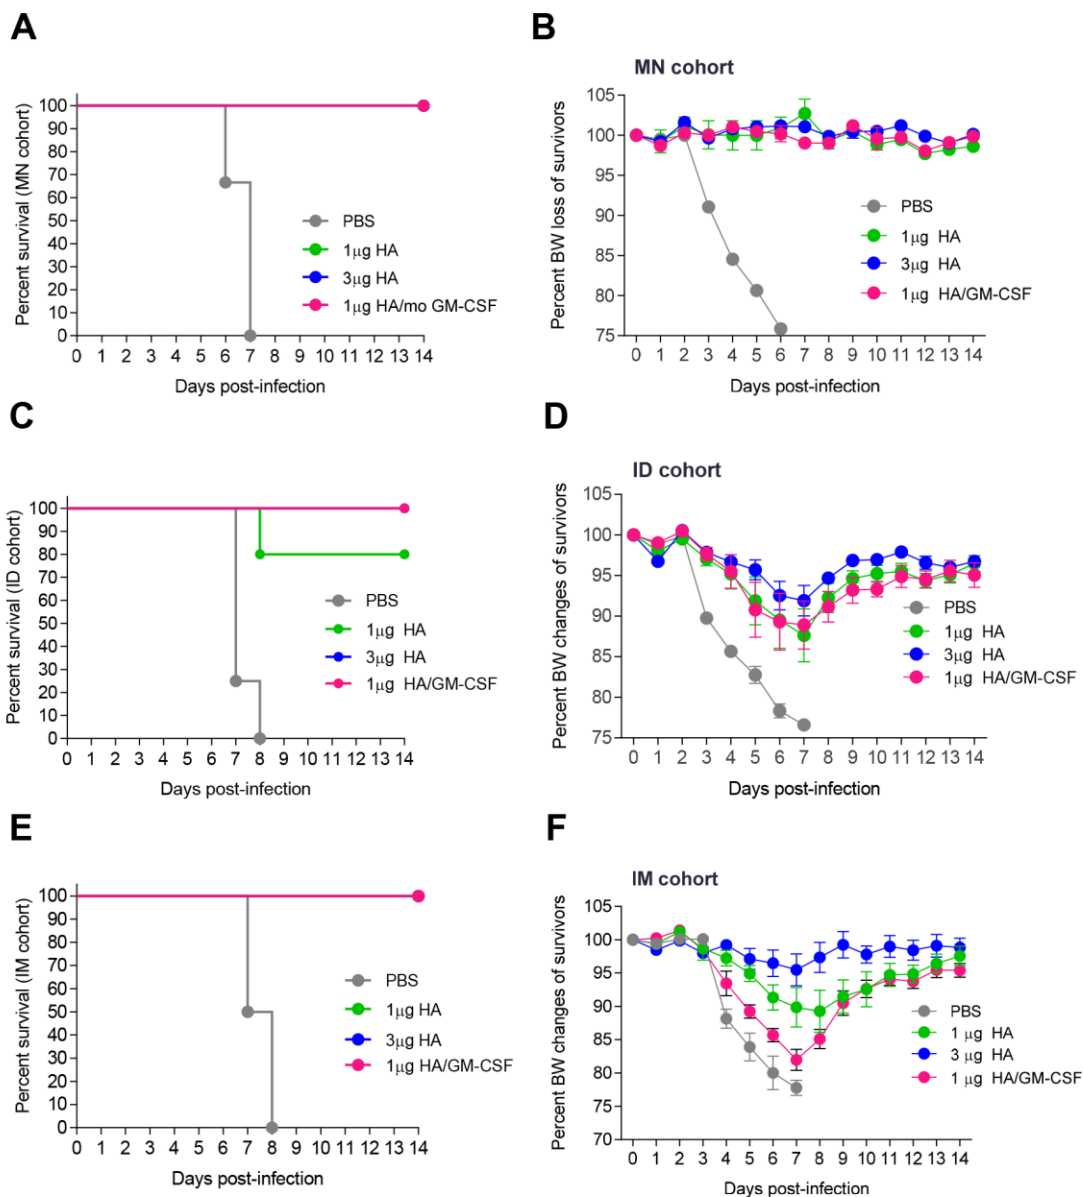 A
Percent survival (MN cohort)
100
90
80
70
60
50
40
30
20
10
0
0 1 2 3 4 5 6 7 8 9 10 11 12 13 14
Days post-infection
PBS
1µg HA
3µg HA
1µg HA/mo GM-CSF
B
MN cohort
Percent BW loss of survivors
105
100
95
90
85
80
75
0 1 2 3 4 5 6 7 8 9 10 11 12 13 14
Days post-infection
PBS
1µg HA
3µg HA
1µg HA/GM-CSF
C
Percent survival (ID cohort)
100
90
80
70
60
50
40
30
20
10
0
0 1 2 3 4 5 6 7 8 9 10 11 12 13 14
Days post-infection
PBS
1µg HA
3µg HA
1µg HA/GM-CSF
D
ID cohort
Percent BW changes of survivors
105
100
95
90
85
80
75
0 1 2 3 4 5 6 7 8 9 10 11 12 13 14
Days post-infection
PBS
1µg HA
3µg HA
1µg HA/GM-CSF
E
Percent survival (IM cohort)
100
90
80
70
60
50
40
30
20
10
0
0 1 2 3 4 5 6 7 8 9 10 11 12 13 14
Days post-infection
PBS
1µg HA
3µg HA
1µg HA/GM-CSF
F
IM cohort
Percent BW changes of survivors
105
100
95
90
85
80
75
70
0 1 2 3 4 5 6 7 8 9 10 11 12 13 14
Days post-infection
PBS
1 µg HA
3 µg HA
1 µg HA/GM-CSF